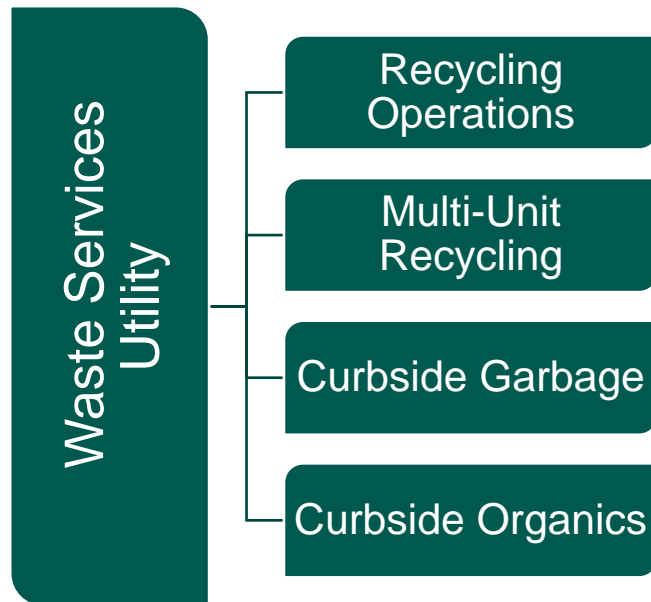 Waste Services
Utility
Recycling
Operations
Multi-Unit
Recycling
Curbside Garbage
Curbside Organics